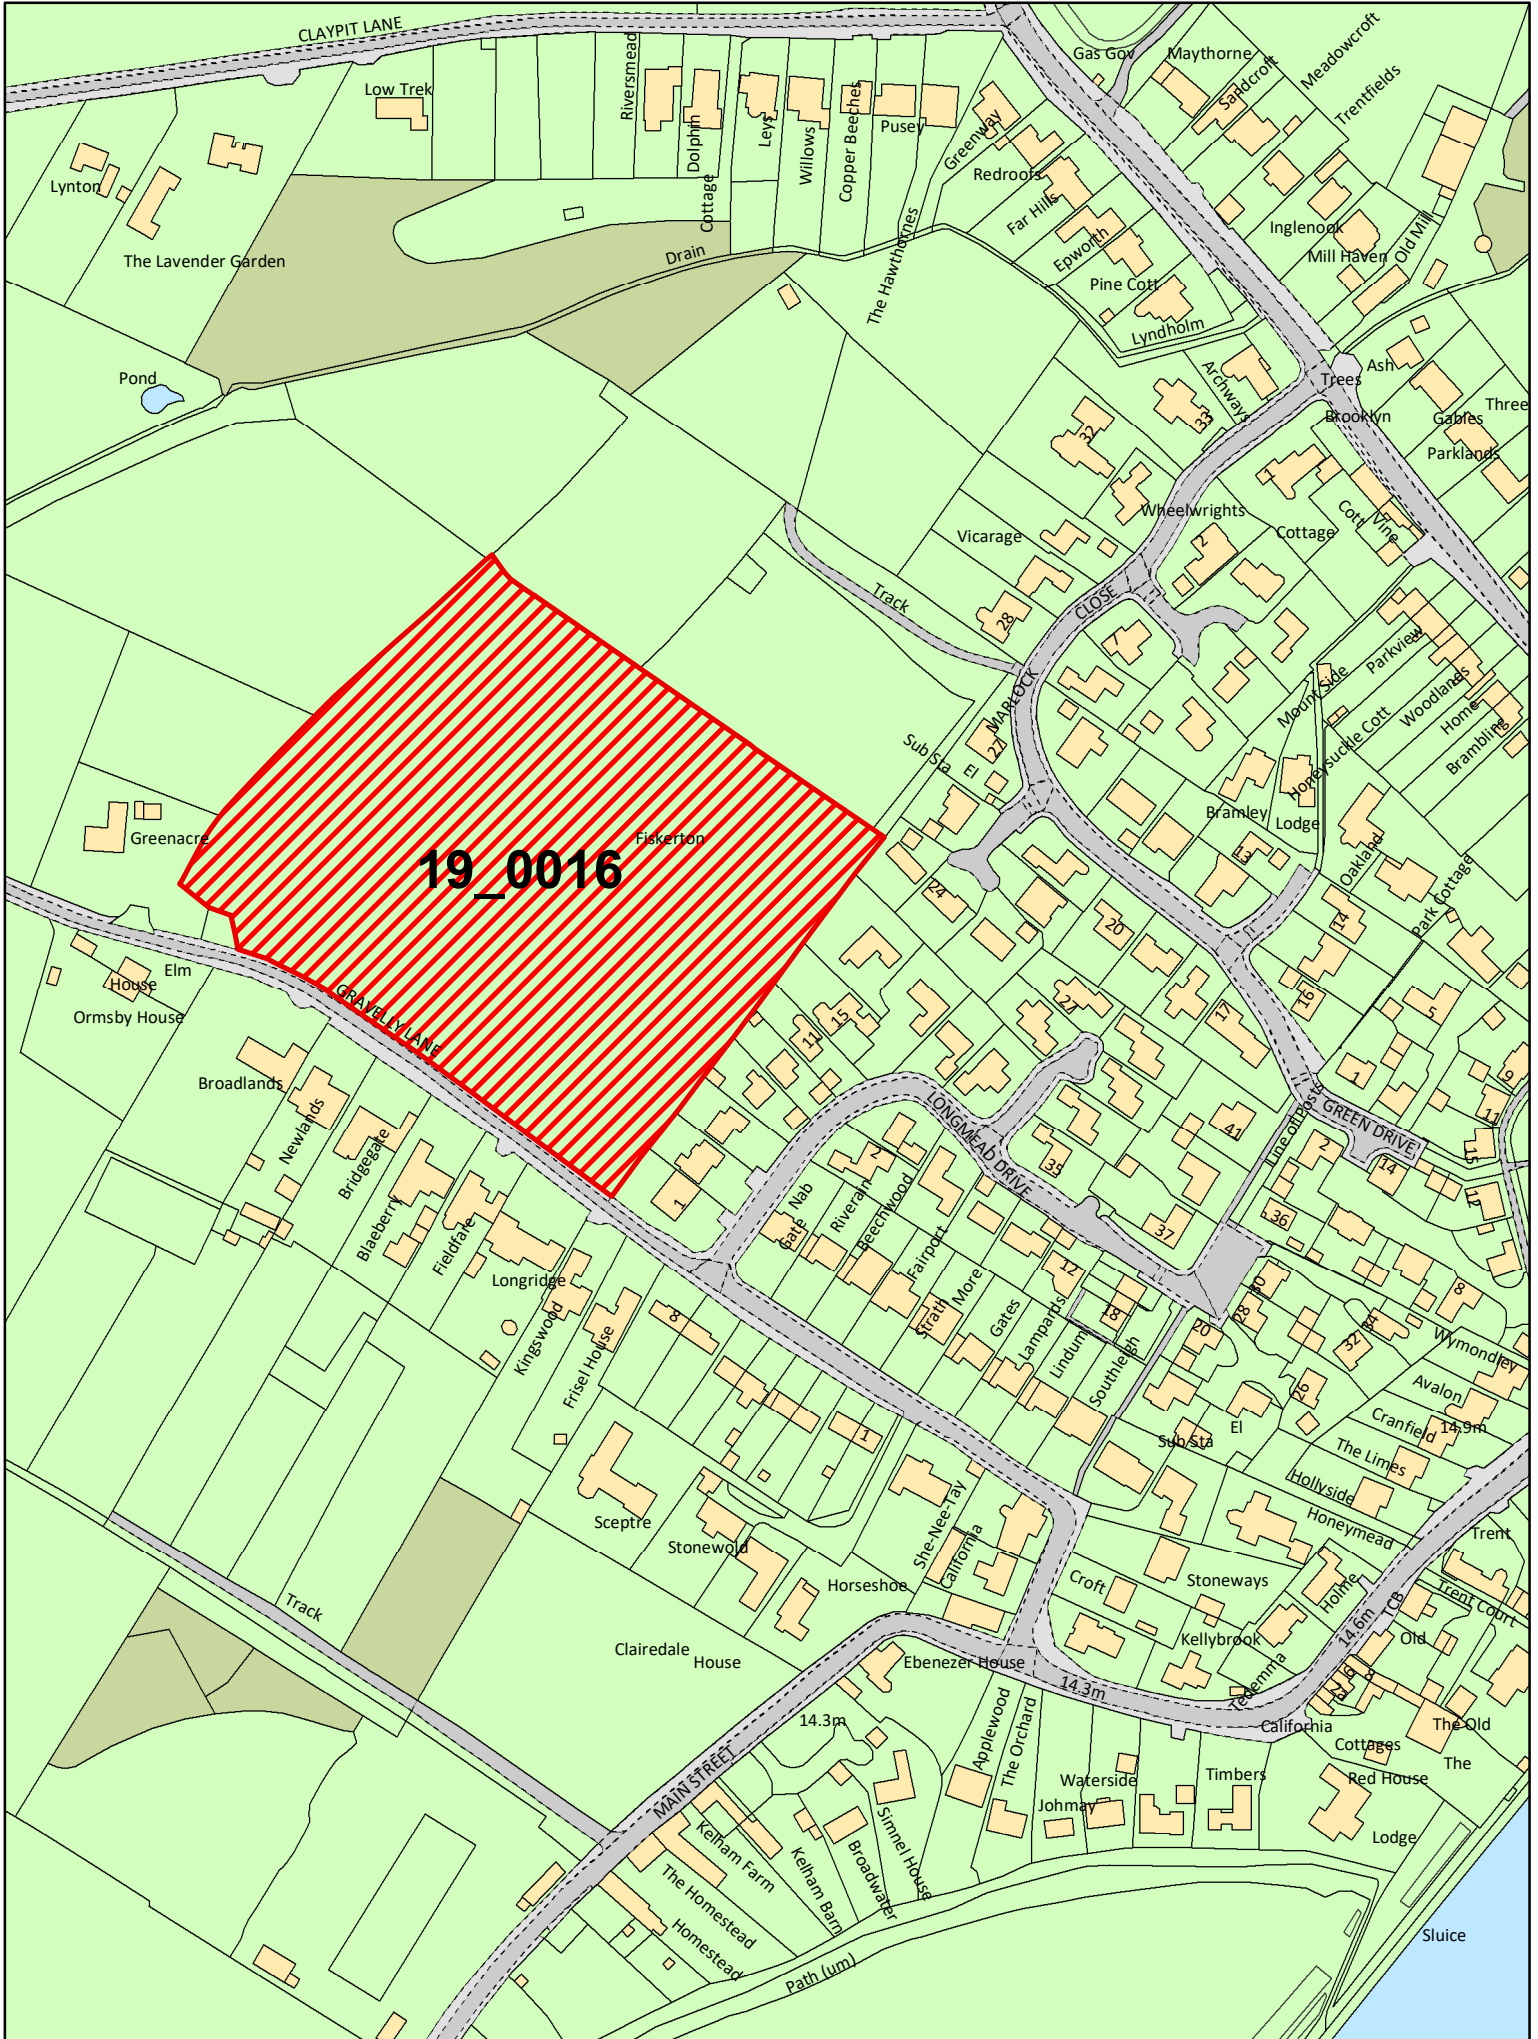 CLAYPIT LANE
Gas Gov
Maythorne
Meadowcroft
Sandcroft
Trentfields
Low Trek
Riversmead
Dolphin
Cottage
Leys
Willows
Copper Beeches
Pusey
Greenway
Redroofs
Far Hills
Epworth
Pine Cott
Lyndholm
Inglenook
Mill Haven
Old Mill
Lynton
The Lavender Garden
Drain
The Hawthornes
Pond
Archways
33
32
Trees
Ash
Brooklyn
Gables
Three
Parklands
1
Wheelwrights
Cottage
Cott
Vine
2
Vicarage
Track
28
CLOSE
MARLOCK
7
Mount Side
Parkview
Woodlands
Home
Brambling
Honeysuckle Cott
Sub Sta
El
27
Bramley
Lodge
13
Oakland
Park Cottage
Greenacre
Fiskerton
19_0016
24
20
14
16
17
5
Elm
House
Ormsby House
GRAVELLY LANE
15
11
27
1
9
11
15
12
GREEN DRIVE
Line of Posts
2
14
Broadlands
Newlands
Bridgegate
Blaeberry
Fieldfare
Longridge
Kingswood
Frisel House
LONGMEAD DRIVE
41
35
37
36
1
2
Nab
Gate
Riverain
Beechwood
Fairport
Strath
More
Gates
Lampards
Lindum
Southleigh
12
18
20
28
30
32
34
8
26
Wymondley
Avalon
Cranfield
14.9m
The Limes
Hollyside
Honeymead
El
Sub Sta
8
1
Sceptre
Stonewold
She-Nee-Tay
California
Horseshoe
Croft
Stoneways
Holme
Trent
Trent Court
TCB
14.6m
Track
Clairedale
House
Ebenezer House
Kellybrook
Tedemma
Old
14.3m
14.3m
MAIN STREET
Applewood
The Orchard
California
Cottages
The Old
The
Red House
Waterside
Johmay
Timbers
Lodge
Kelham Farm
Kelham Barn
Broadwater
Simnel House
The Homestead
Homestead
Path (um)
Sluice